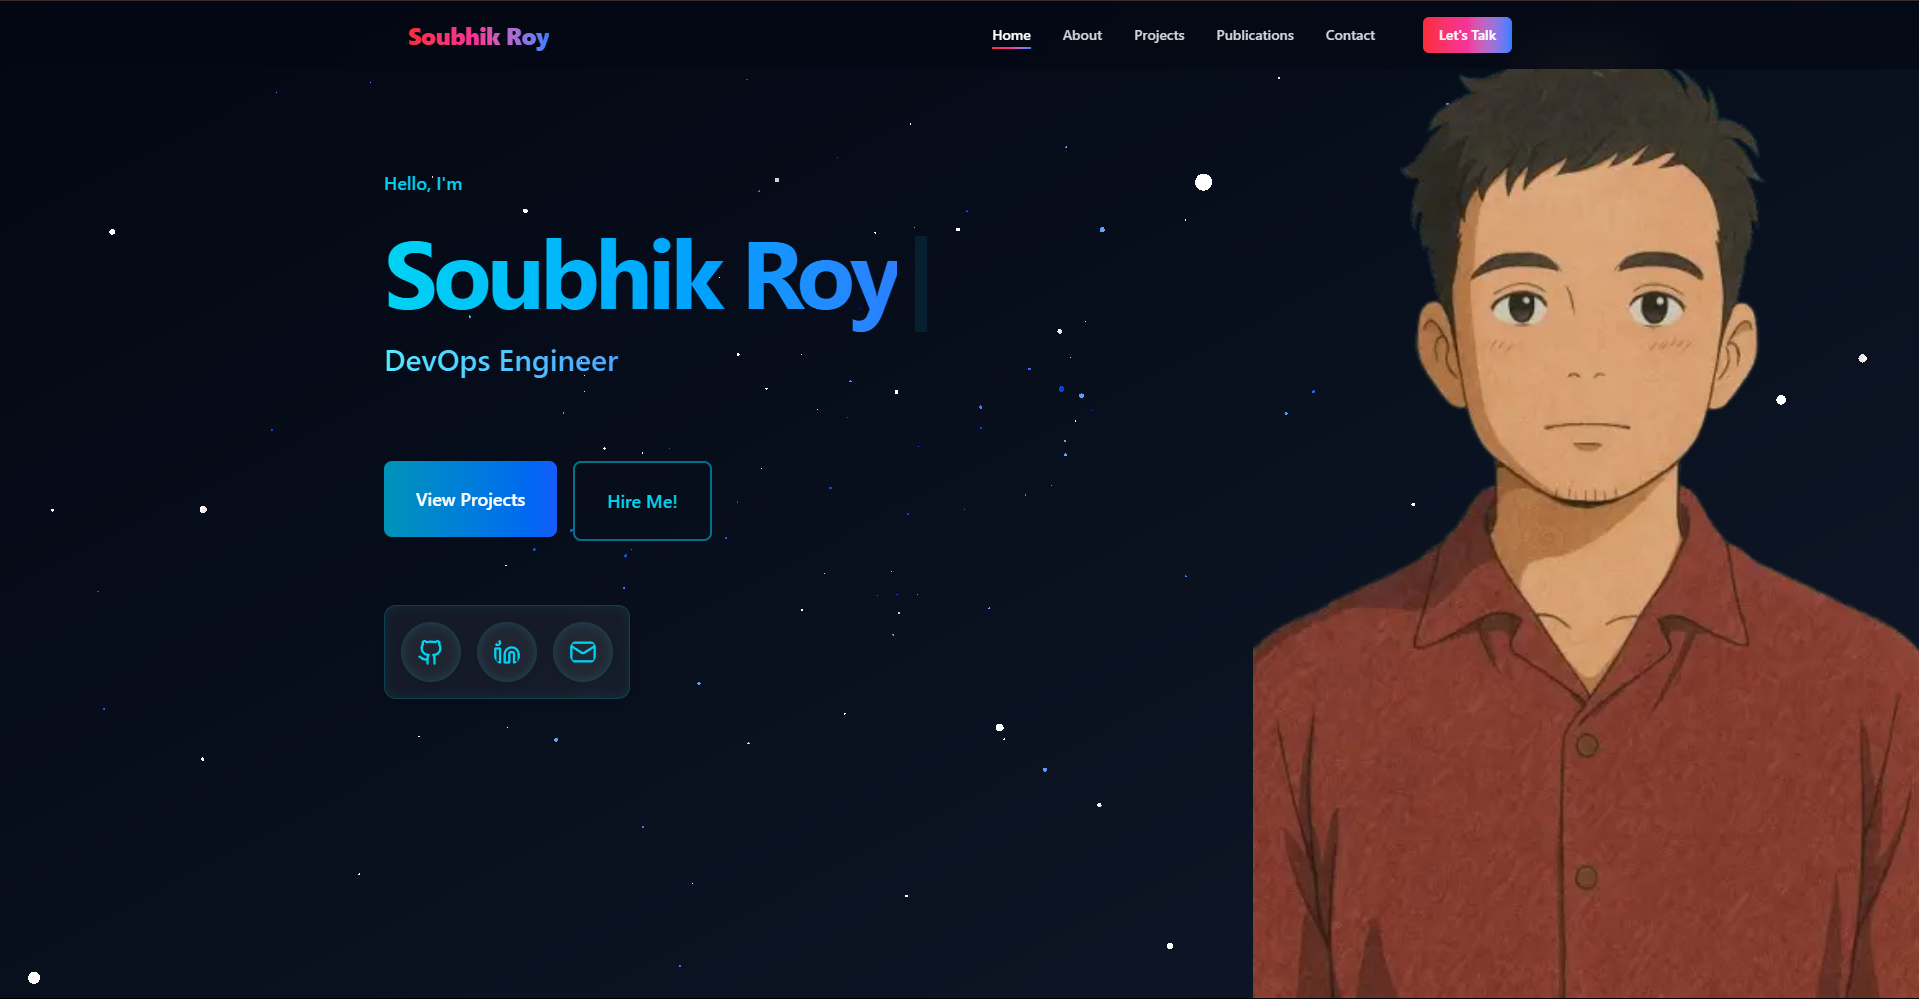 Soubhik Roy
Home About Projects Publications Contact Let's Talk
Hello, I'm
Soubhik Roy
DevOps Engineer
View Projects Hire Me!